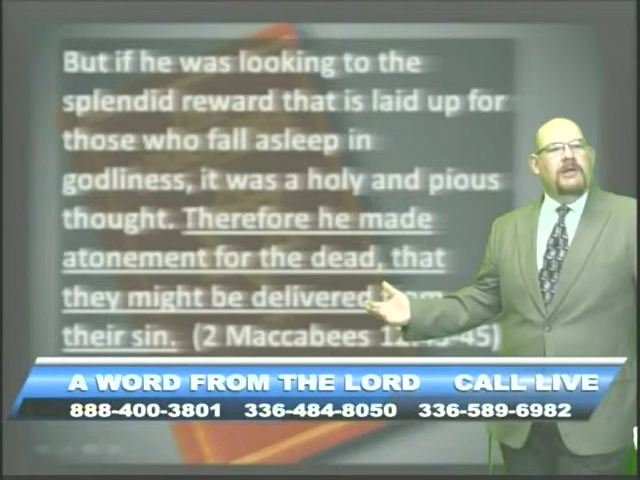 But if he was looking to the
splendid reward that is laid up for
those who fall asleep in
godliness, it was a holy and pious
thought. Therefore he made
atonement for the dead, that
they might be delivered
their sin. (2 Maccabees
A WORD FROM THE LORD CALL LIVE
888-400-3801 336-484-8050 336-589-6982